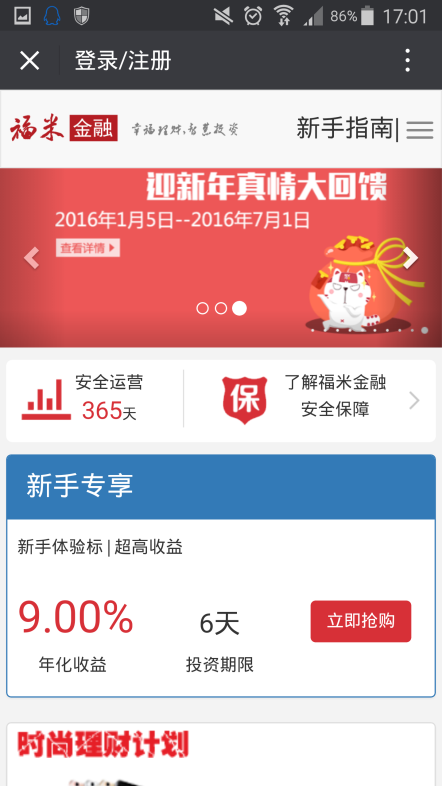 86% 17:01
登录/注册
福米 金融 幸福理财，智慧投资 新手指南|
迎新年真情大回馈
2016年1月5日--2016年7月1日
查看详情
安全运营
365天
保
了解福米金融
安全保障
新手专享
新手体验标 | 超高收益
9.00%
6天
立即抢购
年化收益
投资期限
时尚理财计划